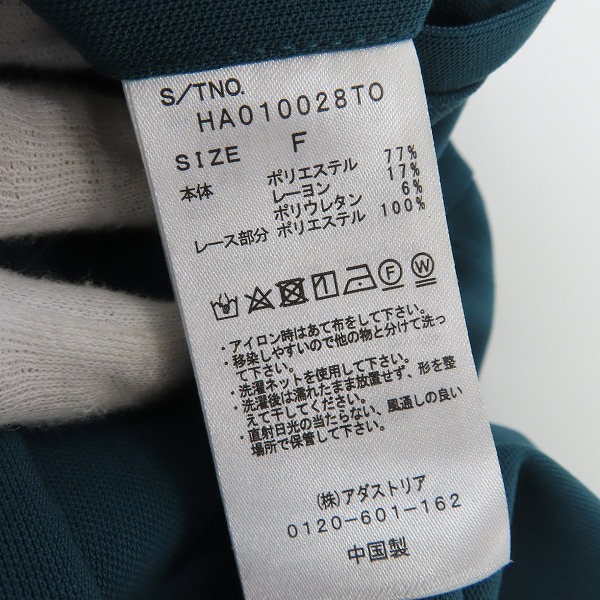 S/TNO.
HA010028TO
SIZE F
本体 ポリエステル 77%
レーヨン 17%
ポリウレタン 6%
レース部分 ポリエステル 100%
F W
・アイロン時はあて布をして下さい。
・移染しやすいので他の物と分けて洗っ
て下さい。
・洗濯ネットを使用して下さい。
・洗濯後は濡れたまま放置せず、形を整
えて干してください。
・直射日光の当たらない、風通しの良い
場所で保管して下さい。
(株)アダストリア
0120-601-162
中国製